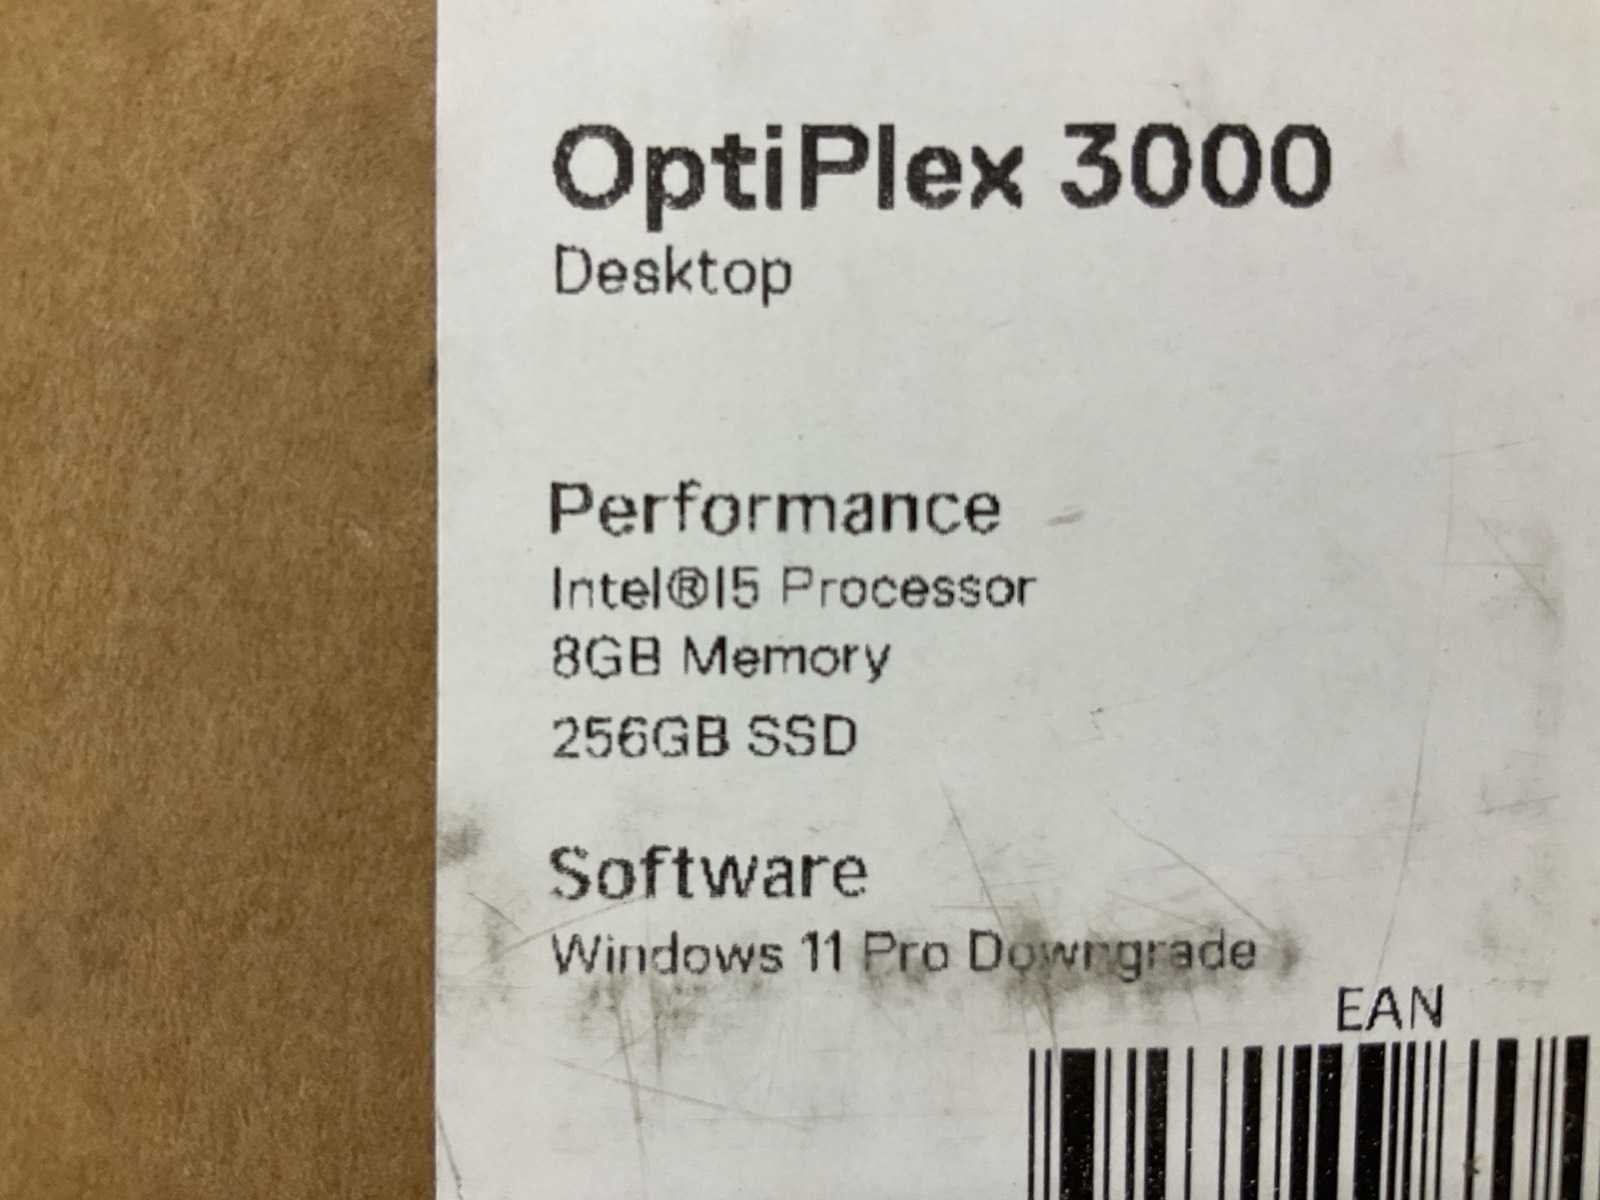 OptiPlex 3000
Desktop
Performance
Intel®I5 Processor
8GB Memory
256GB SSD
Software
Windows 11 Pro Downgrade
EAN